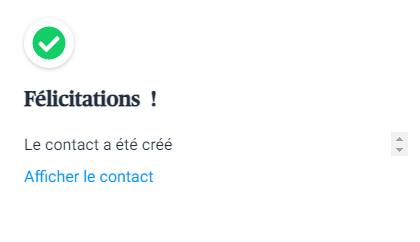 Félicitations !
Le contact a été créé
Afficher le contact